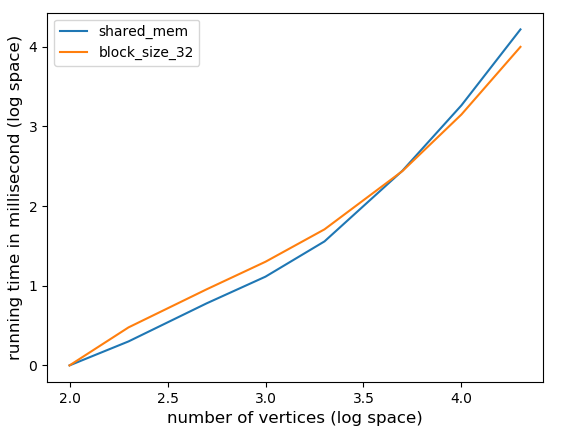 shared_mem
block_size_32
running time in millisecond (log space)
4
3
2
1
0
2.0 2.5 3.0 3.5 4.0
number of vertices (log space)